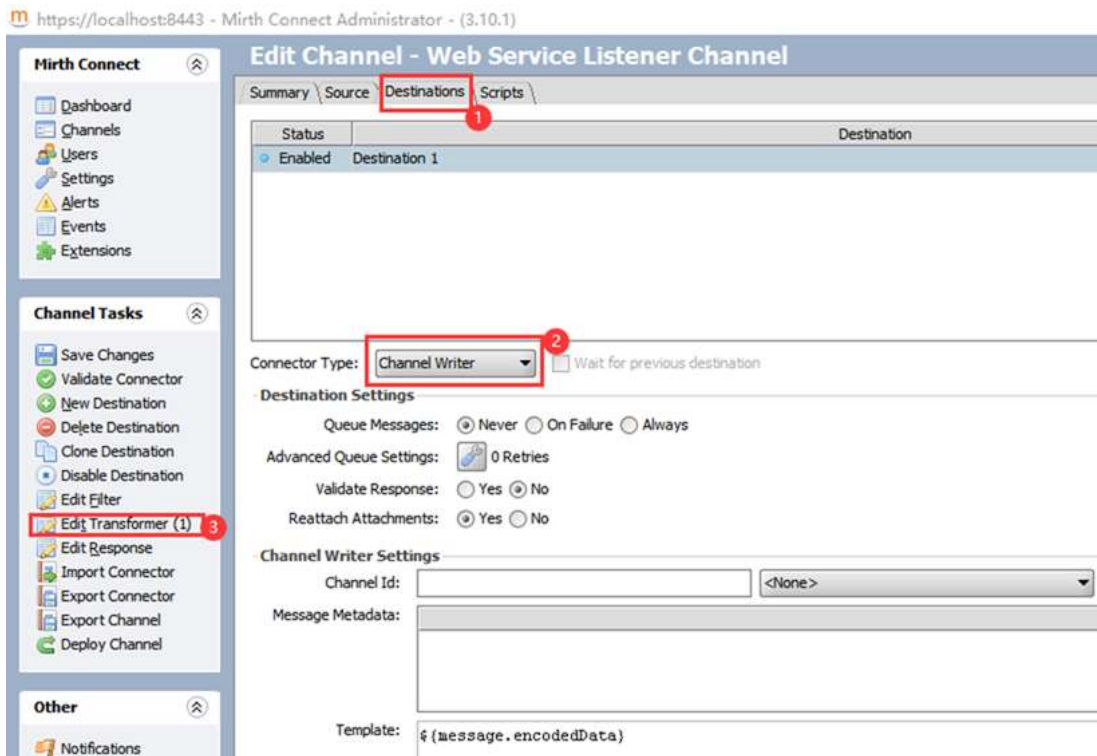 m https://localhost:8443 - Mirth Connect Administrator - (3.10.1)
Mirth Connect
Dashboard
Channels
Users
Settings
Alerts
Events
Extensions
Channel Tasks
Save Changes
Validate Connector
New Destination
Delete Destination
Clone Destination
Disable Destination
Edit Filter
Edit Transformer (1) 3
Edit Response
Import Connector
Export Connector
Export Channel
Deploy Channel
Other
Notifications
Edit Channel - Web Service Listener Channel
Summary Source Destinations Scripts
1
Status Destination
Enabled Destination 1
2
Connector Type: Channel Writer Wait for previous destination
Destination Settings
Queue Messages: Never On Failure Always
Advanced Queue Settings: 0 Retries
Validate Response: Yes No
Reattach Attachments: Yes No
Channel Writer Settings
Channel Id: <None>
Message Metadata:
Template: ${message.encodedData}